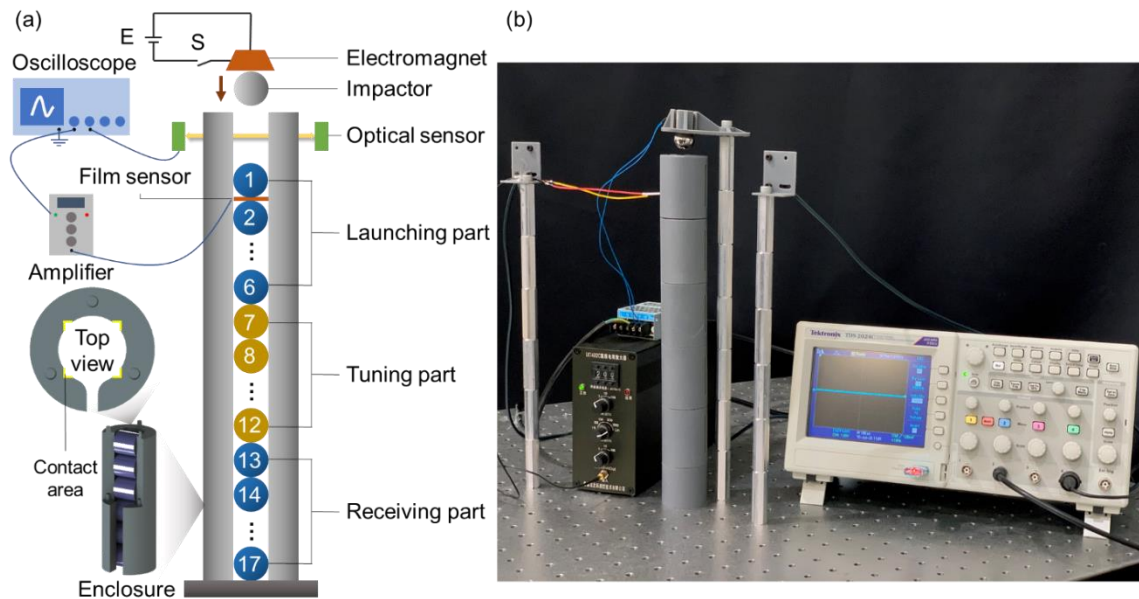 (a)
E
S
Oscilloscope
Electromagnet
Impactor
Optical sensor
Film sensor
1
2
Launching part
Amplifier
6
7
Top
view
8
Tuning part
12
Contact
area
13
14
Receiving part
17
Enclosure
(b)
Tektronix